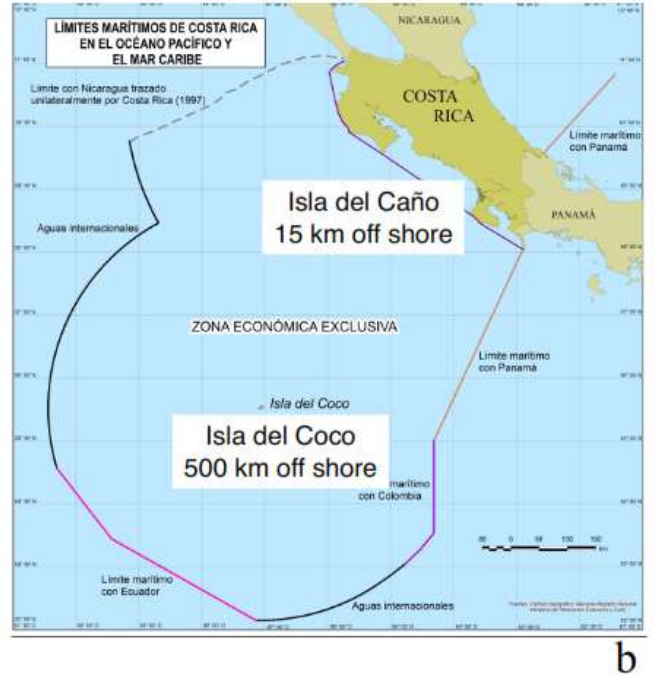 LÍMITES MARÍTIMOS DE COSTA RICA
EN EL OCÉANO PACÍFICO Y
EL MAR CARIBE
NICARAGUA
Límite con Nicaragua trazado
unilateralmente por Costa Rica (1997)
COSTA
RICA
Límite marítimo
con Panamá
Isla del Caño
15 km off shore
PANAMÁ
Aguas internacionales
ZONA ECONÓMICA EXCLUSIVA
Límite marítimo
con Panamá
Isla del Coco
Isla del Coco
500 km off shore
marítimo
con Colombia
Límite marítimo
con Ecuador
Aguas internacionales
b